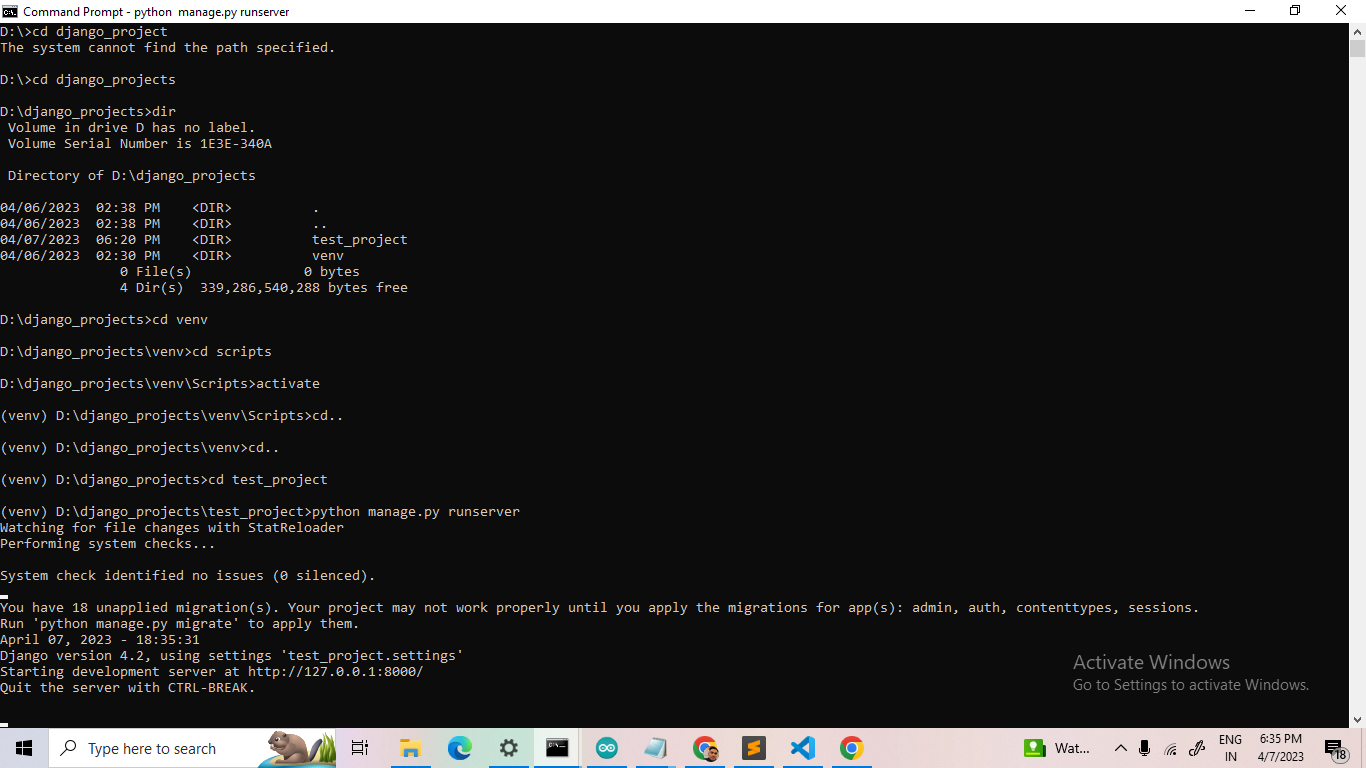 Command Prompt - python  manage.py runserver
D:\>cd django_project
The system cannot find the path specified.
D:\>cd django_projects
D:\django_projects>dir
 Volume in drive D has no label.
 Volume Serial Number is 1E3E-340A
 Directory of D:\django_projects
04/06/2023  02:38 PM    <DIR>          .
04/06/2023  02:38 PM    <DIR>          ..
04/07/2023  06:20 PM    <DIR>          test_project
04/06/2023  02:30 PM    <DIR>          venv
               0 File(s)              0 bytes
               4 Dir(s)  339,286,540,288 bytes free
D:\django_projects>cd venv
D:\django_projects\venv>cd scripts
D:\django_projects\venv\Scripts>activate
(venv) D:\django_projects\venv\Scripts>cd..
(venv) D:\django_projects\venv>cd..
(venv) D:\django_projects>cd test_project
(venv) D:\django_projects\test_project>python manage.py runserver
Watching for file changes with StatReloader
Performing system checks...
System check identified no issues (0 silenced).
You have 18 unapplied migration(s). Your project may not work properly until you apply the migrations for app(s): admin, auth, contenttypes, sessions.
Run 'python manage.py migrate' to apply them.
April 07, 2023 - 18:35:31
Django version 4.2, using settings 'test_project.settings'
Starting development server at http://127.0.0.1:8000/
Quit the server with CTRL-BREAK.
Activate Windows
Go to Settings to activate Windows.
Type here to search
Wat...
ENG
IN
6:35 PM
4/7/2023
18